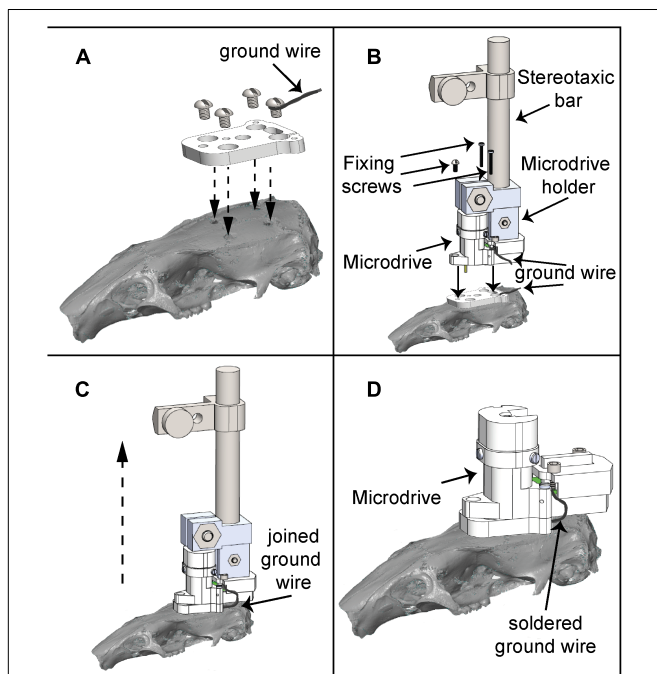 A
ground wire
B
Stereotaxic
bar
Fixing
screws
Microdrive
holder
Microdrive
ground wire
C
joined
ground
wire
D
Microdrive
soldered
ground wire